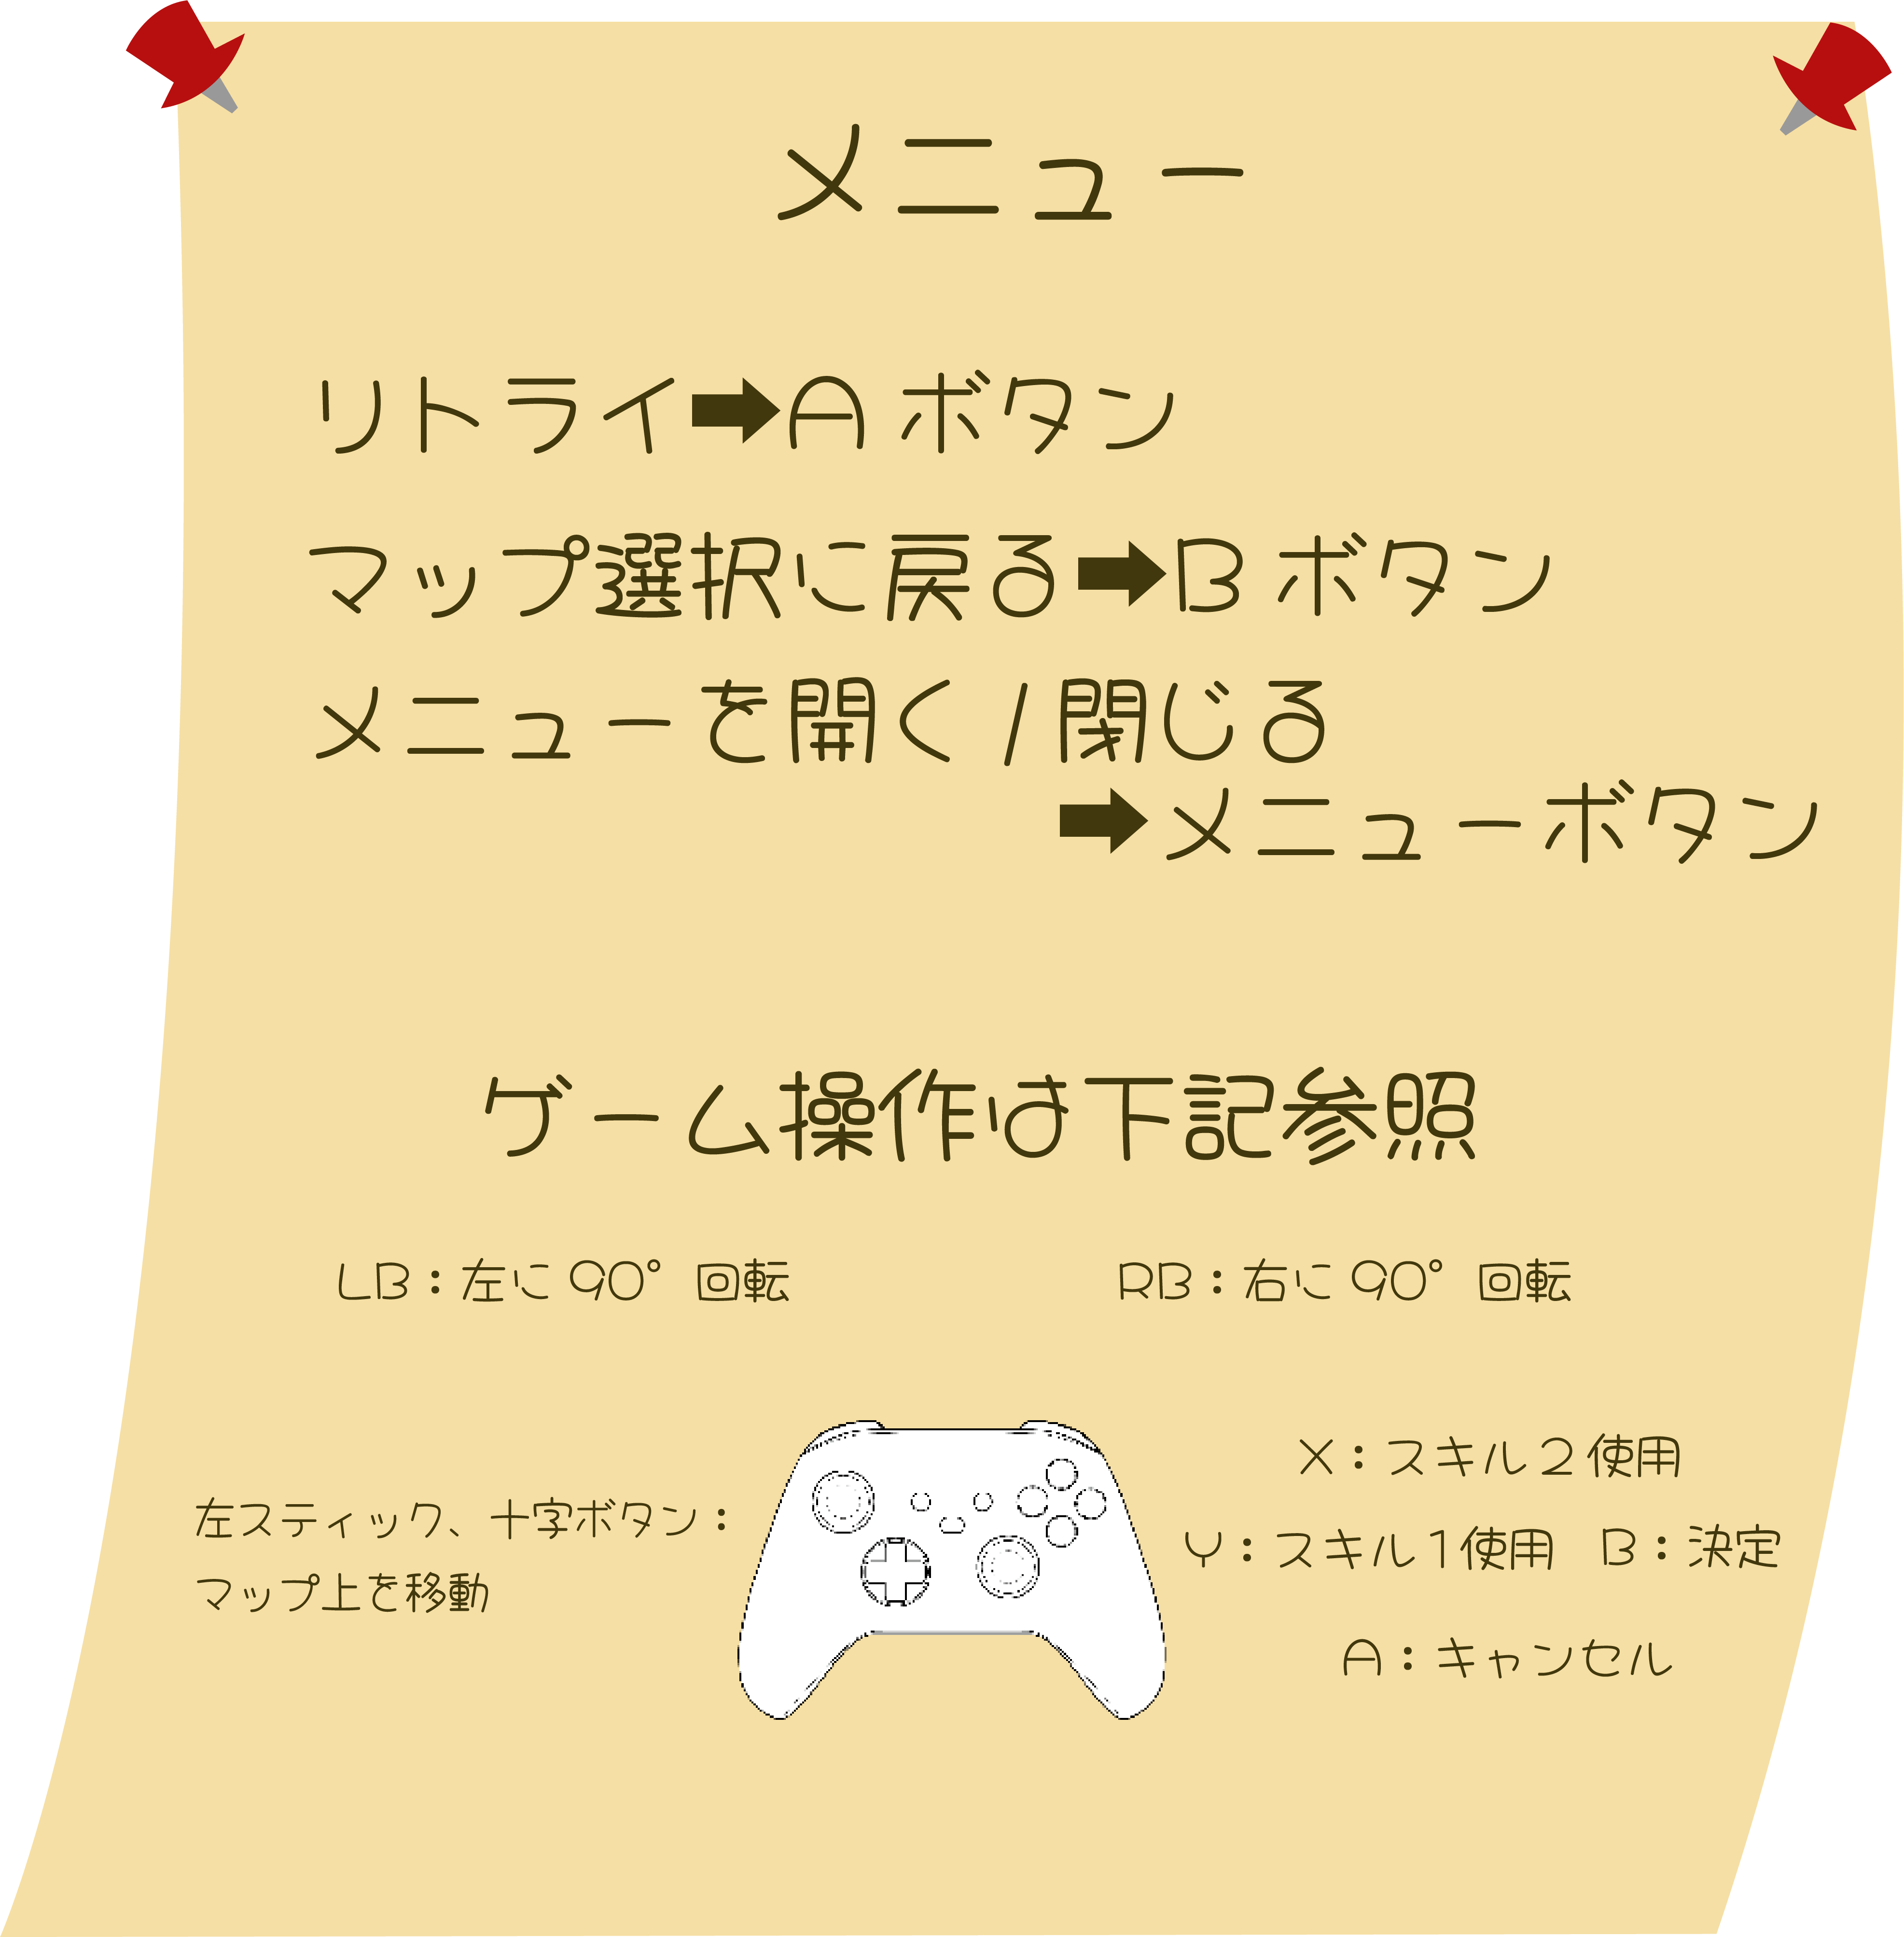 メニュー
リトライ➡A ボタン
マップ選択に戻る➡B ボタン
メニューを開く/閉じる
➡メニューボタン
ゲーム操作は下記参照
LB:左に90° 回転
RB:右に90° 回転
X:スキル2使用
左スティック、十字ボタン:
マップ上を移動
Y:スキル1使用 B:決定
A:キャンセル